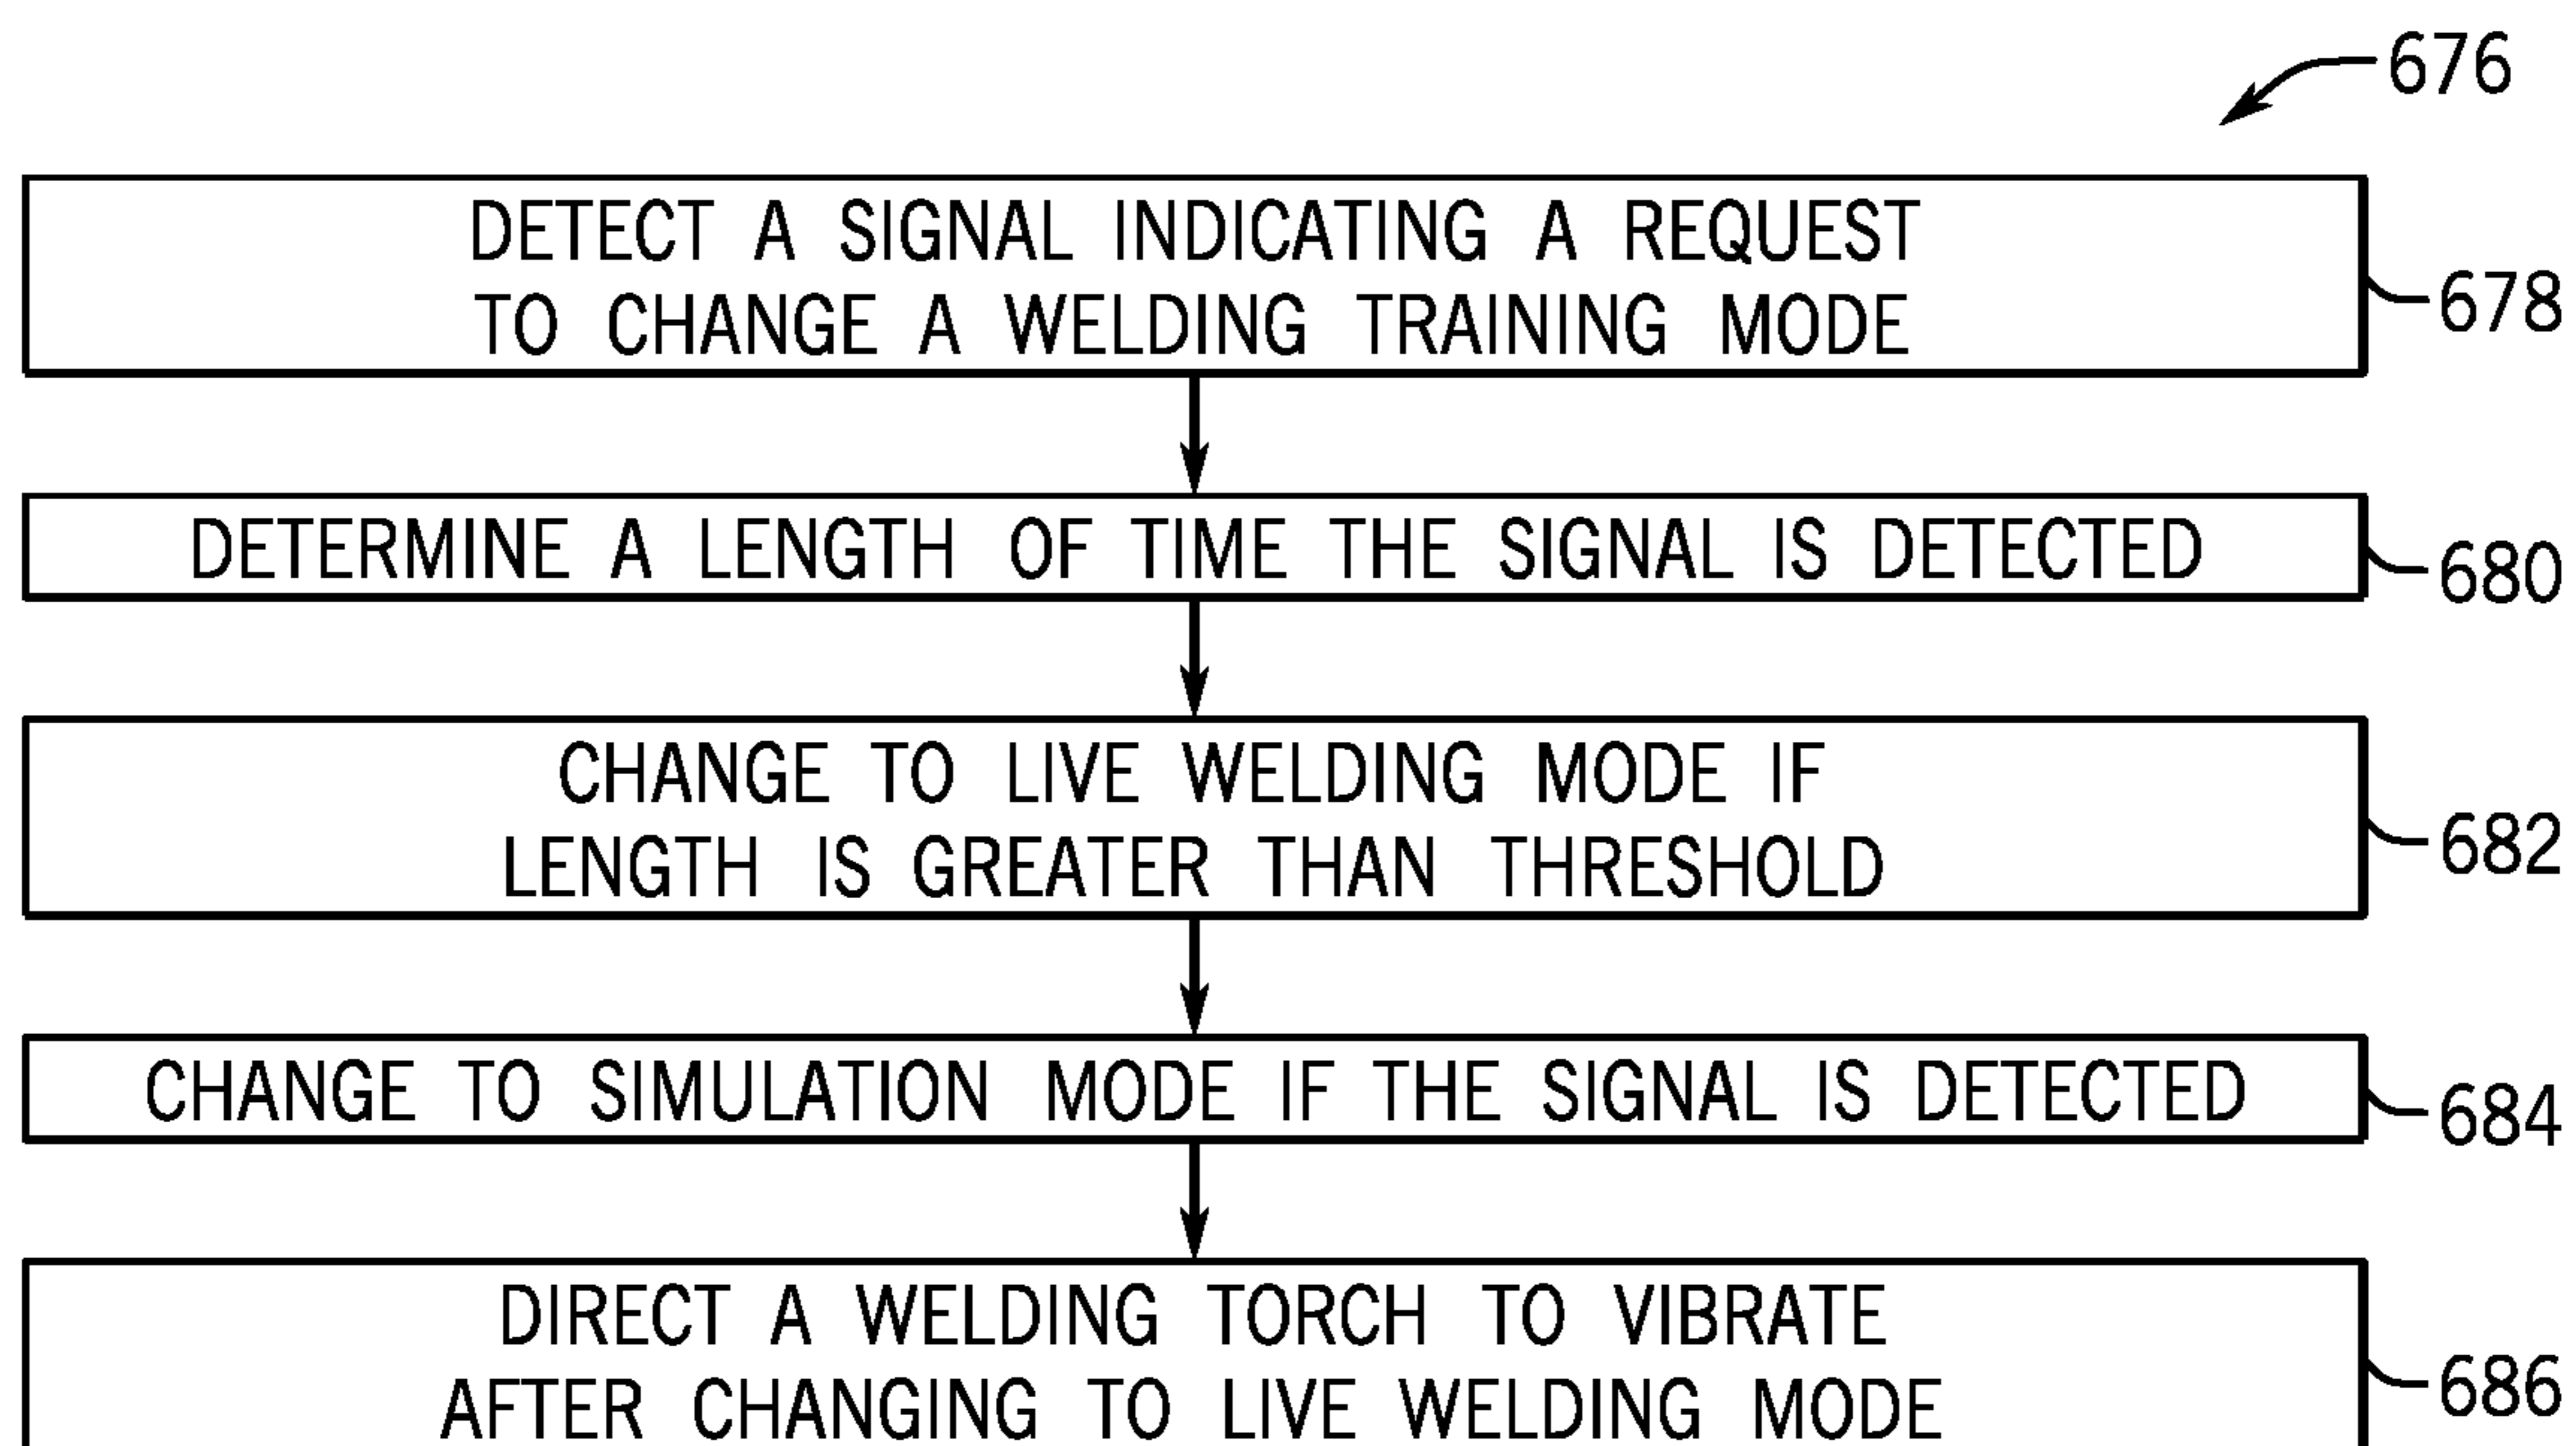 676
DETECT A SIGNAL INDICATING A REQUEST
TO CHANGE A WELDING TRAINING MODE
678
DETERMINE A LENGTH OF TIME THE SIGNAL IS DETECTED
680
CHANGE TO LIVE WELDING MODE IF
LENGTH IS GREATER THAN THRESHOLD
682
CHANGE TO SIMULATION MODE IF THE SIGNAL IS DETECTED
684
DIRECT A WELDING TORCH TO VIBRATE
AFTER CHANGING TO LIVE WELDING MODE
686